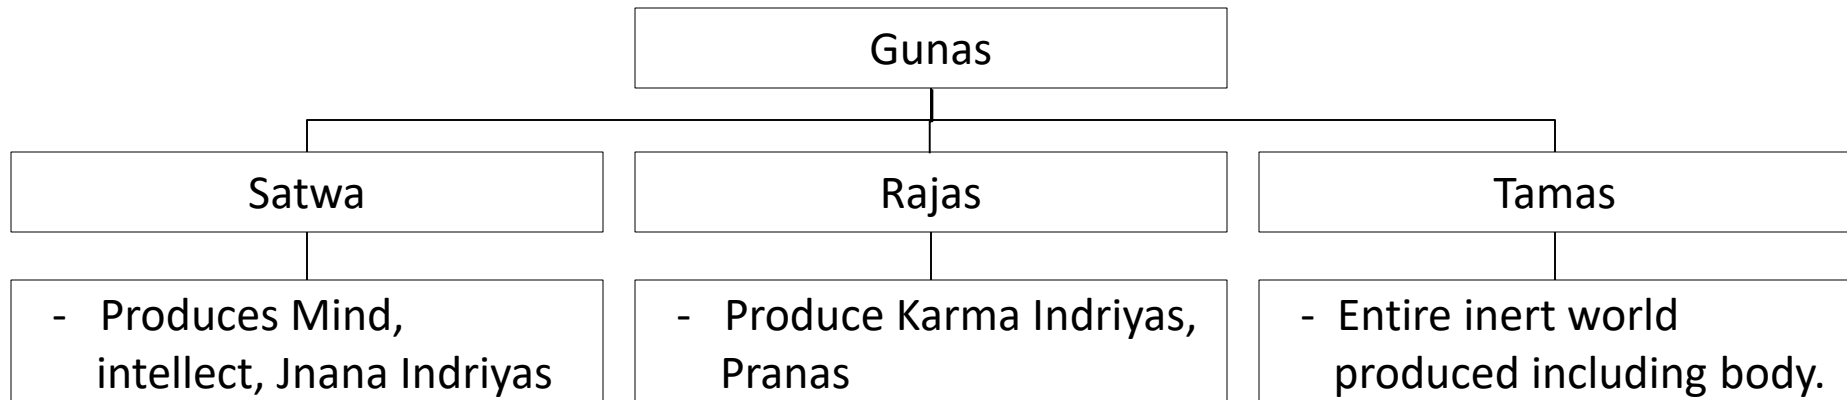 Gunas
Satwa
Rajas
Tamas
- Produces Mind,
intellect, Jnana Indriyas
- Produce Karma Indriyas,
Pranas
- Entire inert world
produced including body.